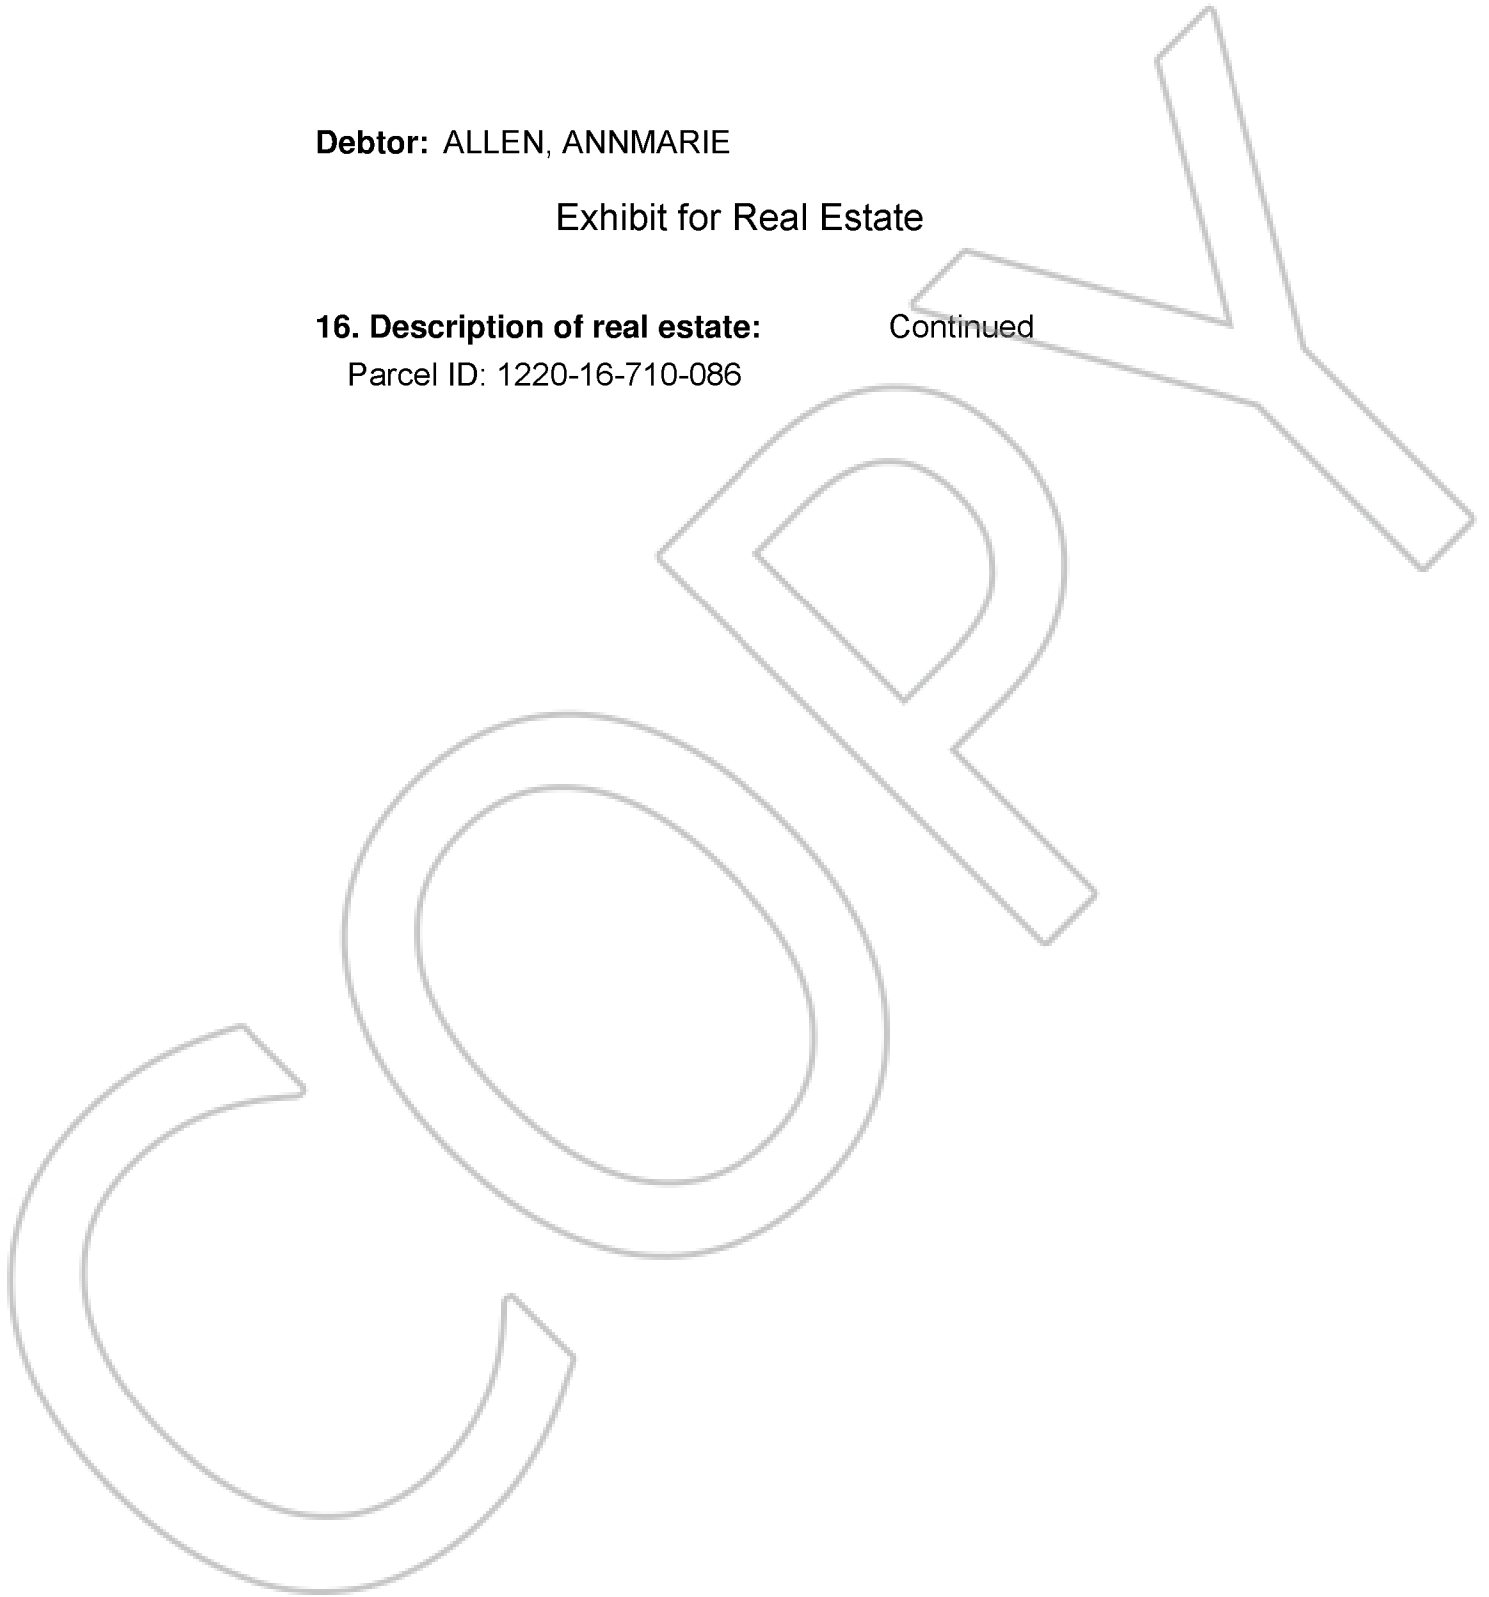 Debtor: ALLEN, ANNMARIE
Exhibit for Real Estate
16. Description of real estate: Continued
Parcel ID: 1220-16-710-086
COPY